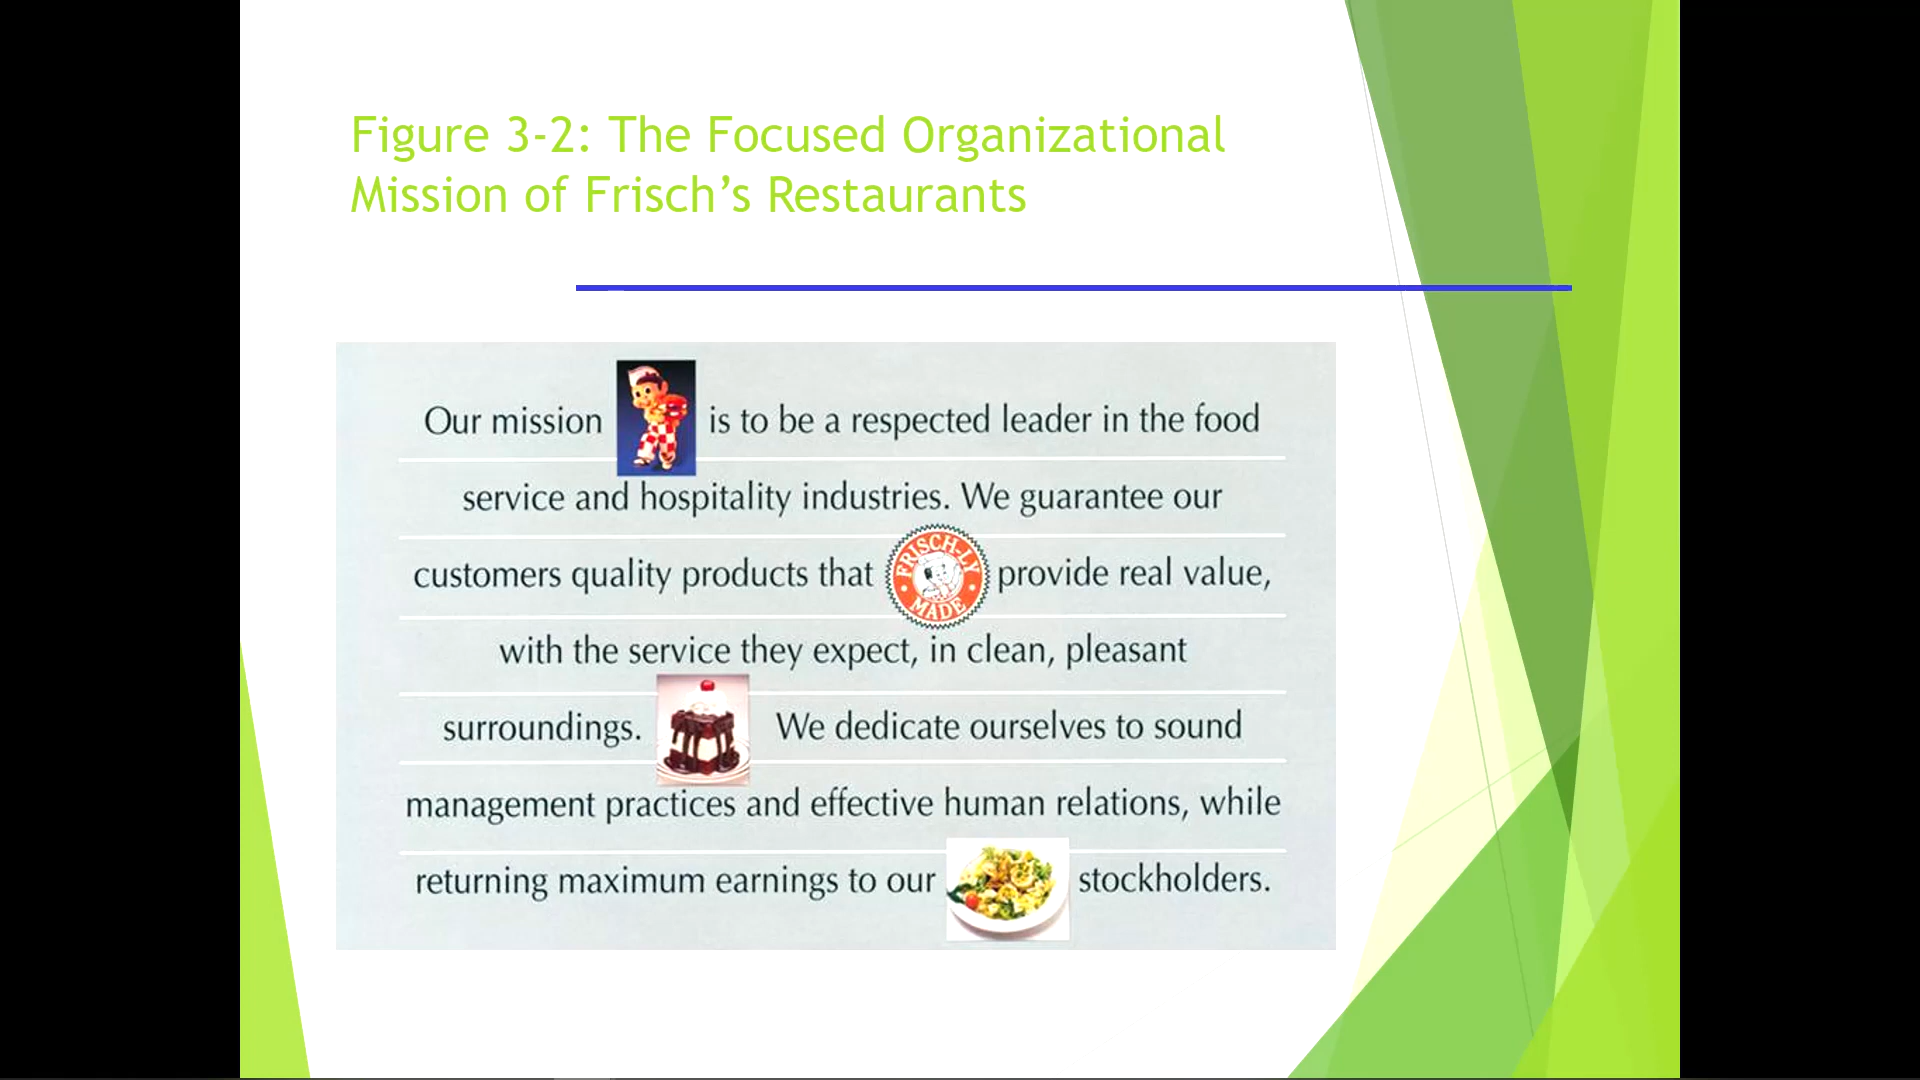 Figure 3-2: The Focused Organizational
Mission of Frisch’s Restaurants
Our mission is to be a respected leader in the food
service and hospitality industries. We guarantee our
customers quality products that FRISCH-LY MADE provide real value,
with the service they expect, in clean, pleasant
surroundings. We dedicate ourselves to sound
management practices and effective human relations, while
returning maximum earnings to our stockholders.